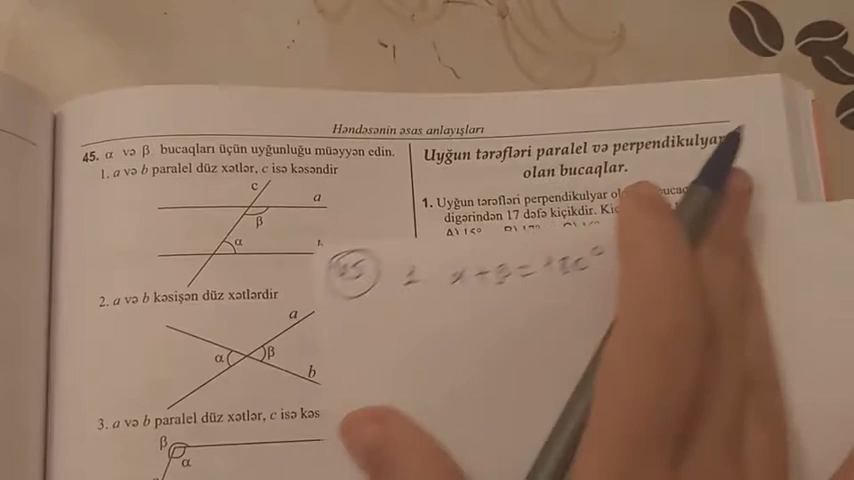 Həndəsənin əsas anlayışları
45. α və β bucaqları üçün uyğunluğu müəyyən edin.
1. a və b paralel düz xətlər, c isə kəsəndir
c
a
β
α
2. a və b kəsişən düz xətlərdir
a
α
β
b
3. a və b paralel düz xətlər, c isə kəs
β
α
Uyğun tərəfləri paralel və perpendikulyar
olan bucaqlar.
1. Uyğun tərəfləri perpendikulyar
digərindən 17 dəfə kiçikdir.
45 1 α+β=180°